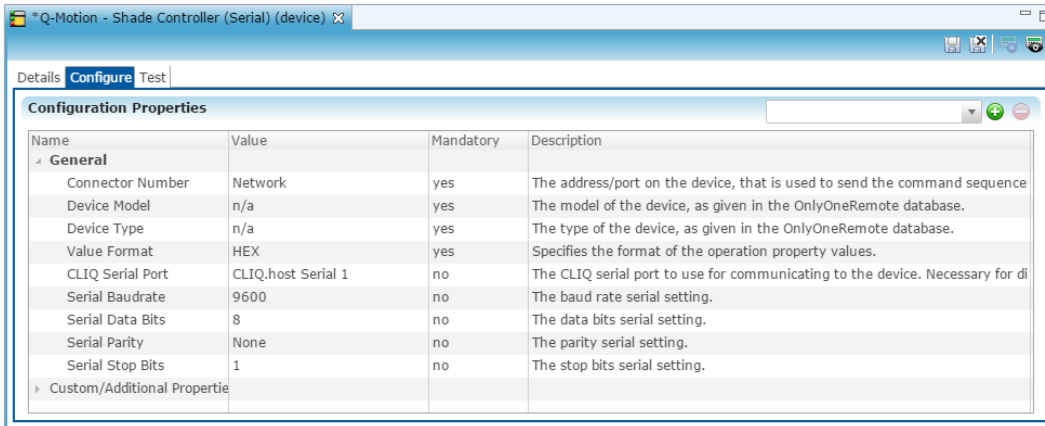 *Q-Motion - Shade Controller (Serial) (device)
Details Configure Test
Configuration Properties
Name Value Mandatory Description
General
Connector Number Network yes The address/port on the device, that is used to send the command sequence
Device Model n/a yes The model of the device, as given in the OnlyOneRemote database.
Device Type n/a yes The type of the device, as given in the OnlyOneRemote database.
Value Format HEX yes Specifies the format of the operation property values.
CLIQ Serial Port CLIQ.host Serial 1 no The CLIQ serial port to use for communicating to the device. Necessary for di
Serial Baudrate 9600 no The baud rate serial setting.
Serial Data Bits 8 no The data bits serial setting.
Serial Parity None no The parity serial setting.
Serial Stop Bits 1 no The stop bits serial setting.
Custom/Additional Propertie